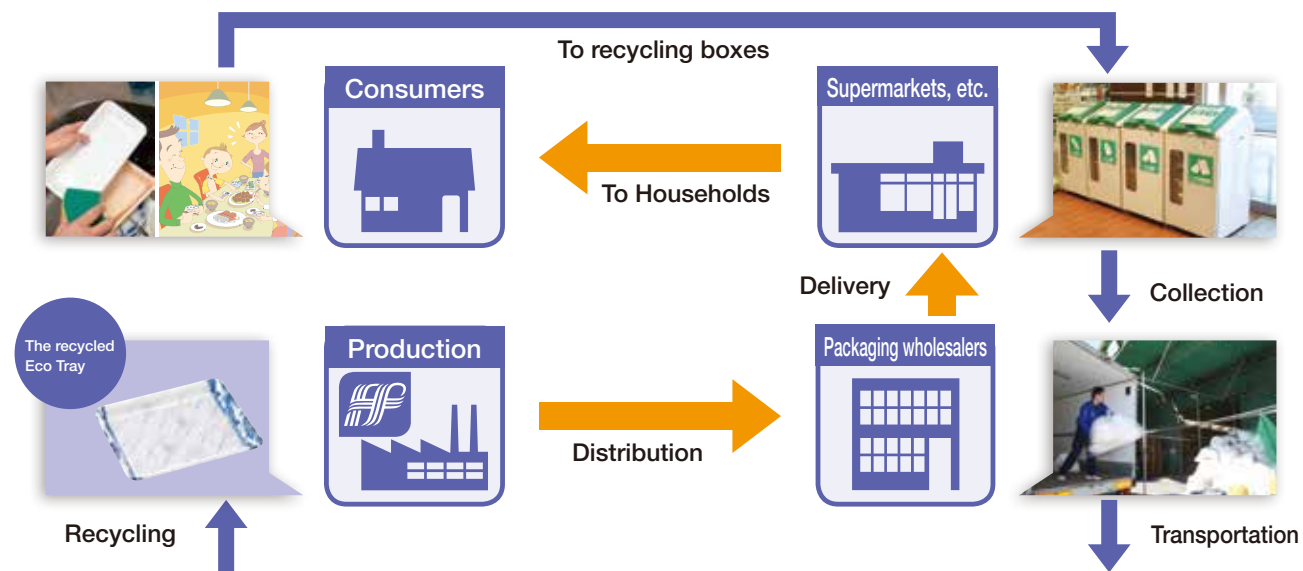 To recycling boxes
Consumers
Supermarkets, etc.
To Households
Delivery
Collection
The recycled
Eco Tray
Production
Packaging wholesalers
Distribution
Recycling
Transportation